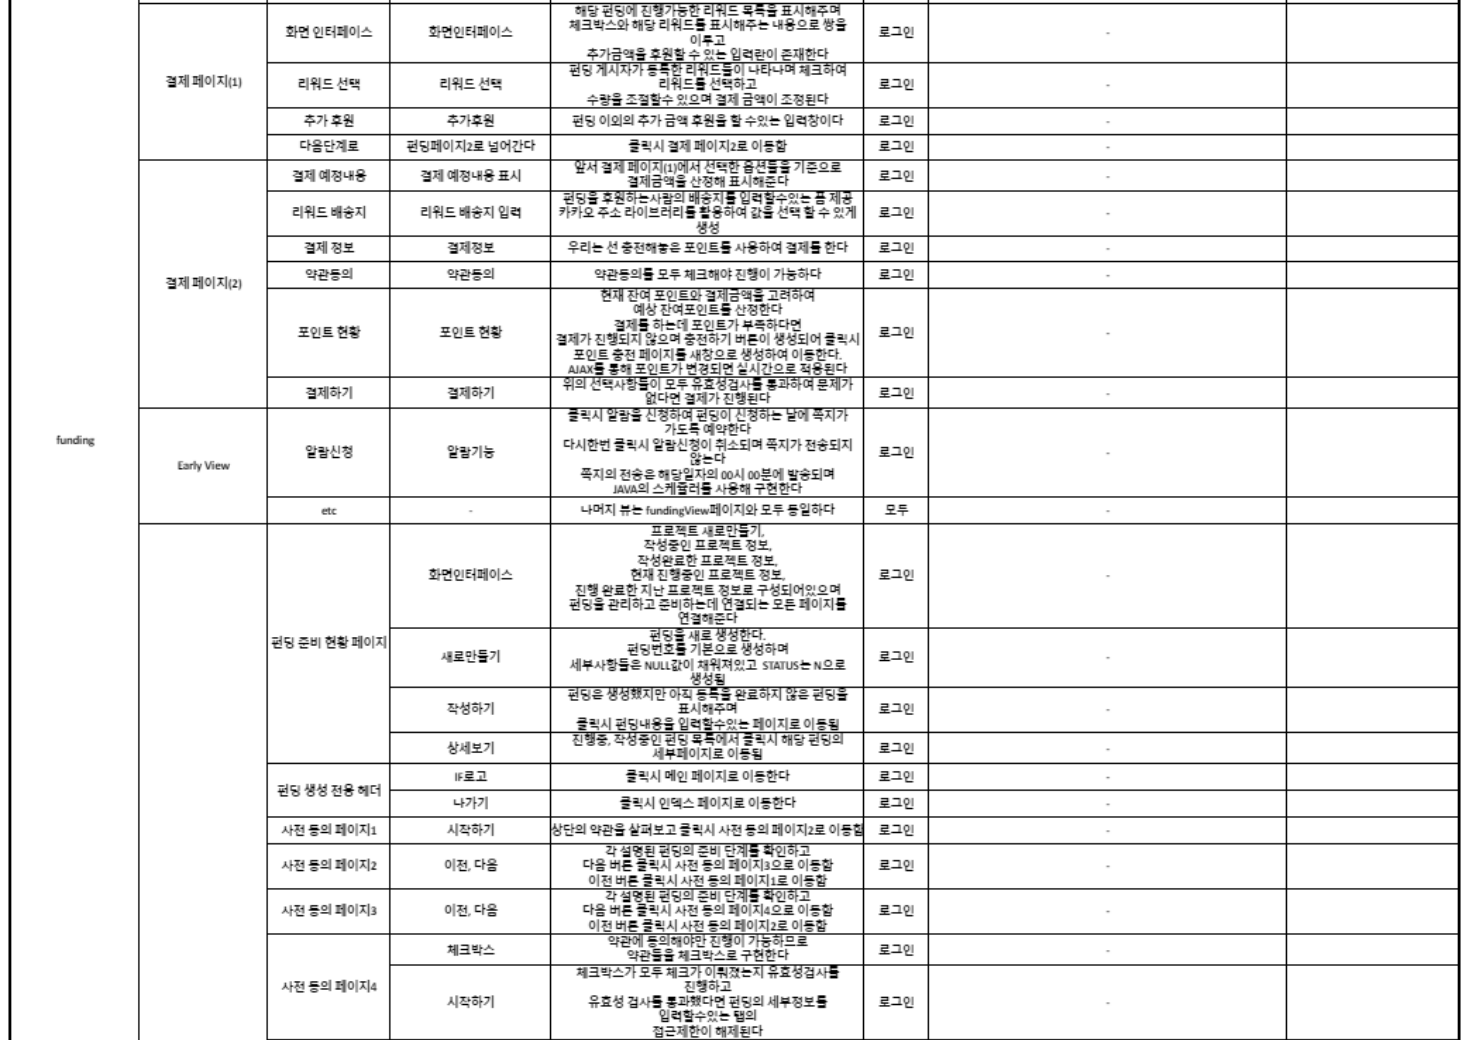 funding
결제 페이지(1)
화면 인터페이스
화면인터페이스
해당 펀딩에 진행가능한 리워드 목록을 표시해주며
체크박스와 해당 리워드를 표시해주는 내용으로 쌍을
이루고
추가금액을 후원할 수 있는 입력란이 존재한다
로그인
-
리워드 선택
리워드 선택
펀딩 게시자가 등록한 리워드들이 나타나며 체크하여
리워드를 선택하고
수량을 조절할수 있으며 결제 금액이 조정된다
로그인
-
추가 후원
추가후원
펀딩 이외의 추가 금액 후원을 할 수있는 입력창이다
로그인
-
다음단계로
펀딩페이지2로 넘어간다
클릭시 결제 페이지2로 이동함
로그인
-
결제 페이지(2)
결제 예정내용
결제 예정내용 표시
앞서 결제 페이지(1)에서 선택한 옵션들을 기준으로
결제금액을 산정해 표시해준다
로그인
-
리워드 배송지
리워드 배송지 입력
펀딩을 후원하는사람의 배송지를 입력할수있는 폼 제공
카카오 주소 라이브러리를 활용하여 값을 선택 할 수 있게
생성
로그인
-
결제 정보
결제정보
우리는 선 충전해놓은 포인트를 사용하여 결제를 한다
로그인
-
약관동의
약관동의
약관동의를 모두 체크해야 진행이 가능하다
로그인
-
포인트 현황
포인트 현황
현재 잔여 포인트와 결제금액을 고려하여
예상 잔여포인트를 산정한다
결제를 하는데 포인트가 부족하다면
결제가 진행되지 않으며 충전하기 버튼이 생성되어 클릭시
포인트 충전 페이지를 새창으로 생성하여 이동한다.
AJAX를 통해 포인트가 변경되면 실시간으로 적용된다
로그인
-
결제하기
결제하기
위의 선택사항들이 모두 유효성검사를 통과하여 문제가
없다면 결제가 진행된다
로그인
-
Early View
알람신청
알람기능
클릭시 알람을 신청하여 펀딩이 신청하는 날에 쪽지가
가도록 예약한다
다시한번 클릭시 알람신청이 취소되며 쪽지가 전송되지
않는다
쪽지의 전송은 해당일자의 00시 00분에 발송되며
JAVA의 스케쥴러를 사용해 구현한다
로그인
-
etc
-
나머지 뷰는 fundingView페이지와 모두 동일하다
모두
-
펀딩 준비 현황 페이지
화면인터페이스
프로젝트 새로만들기,
작성중인 프로젝트 정보,
작성완료한 프로젝트 정보,
현재 진행중인 프로젝트 정보,
진행 완료한 지난 프로젝트 정보로 구성되어있으며
펀딩을 관리하고 준비하는데 연결되는 모든 페이지를
연결해준다
로그인
-
새로만들기
펀딩을 새로 생성한다.
펀딩번호를 기본으로 생성하며
세부사항들은 NULL값이 채워져있고 STATUS는 N으로
생성됨
로그인
-
작성하기
펀딩은 생성했지만 아직 등록을 완료하지 않은 펀딩을
표시해주며
클릭시 펀딩내용을 입력할수있는 페이지로 이동됨
로그인
-
상세보기
진행중, 작성중인 펀딩 목록에서 클릭시 해당 펀딩의
세부페이지로 이동됨
로그인
-
펀딩 생성 전용 헤더
IF로고
클릭시 메인 페이지로 이동한다
로그인
-
나가기
클릭시 인덱스 페이지로 이동한다
로그인
-
사전 동의 페이지1
시작하기
상단의 약관을 살펴보고 클릭시 사전 동의 페이지2로 이동함
로그인
-
사전 동의 페이지2
이전, 다음
각 설명된 펀딩의 준비 단계를 확인하고
다음 버튼 클릭시 사전 동의 페이지3으로 이동함
이전 버튼 클릭시 사전 동의 페이지1로 이동함
로그인
-
사전 동의 페이지3
이전, 다음
각 설명된 펀딩의 준비 단계를 확인하고
다음 버튼 클릭시 사전 동의 페이지4으로 이동함
이전 버튼 클릭시 사전 동의 페이지2로 이동함
로그인
-
사전 동의 페이지4
체크박스
약관에 동의해야만 진행이 가능하므로
약관들을 체크박스로 구현한다
로그인
-
시작하기
체크박스가 모두 체크가 이뤄졌는지 유효성검사를
진행하고
유효성 검사를 통과했다면 펀딩의 세부정보를
입력할수있는 탭의
접근제한이 해제된다
로그인
-